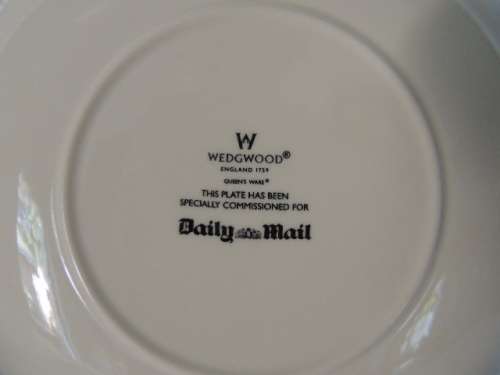 W
WEDGWOOD®
ENGLAND 1759
QUEEN'S WARE®
THIS PLATE HAS BEEN
SPECIALLY COMMISSIONED FOR
Daily Mail